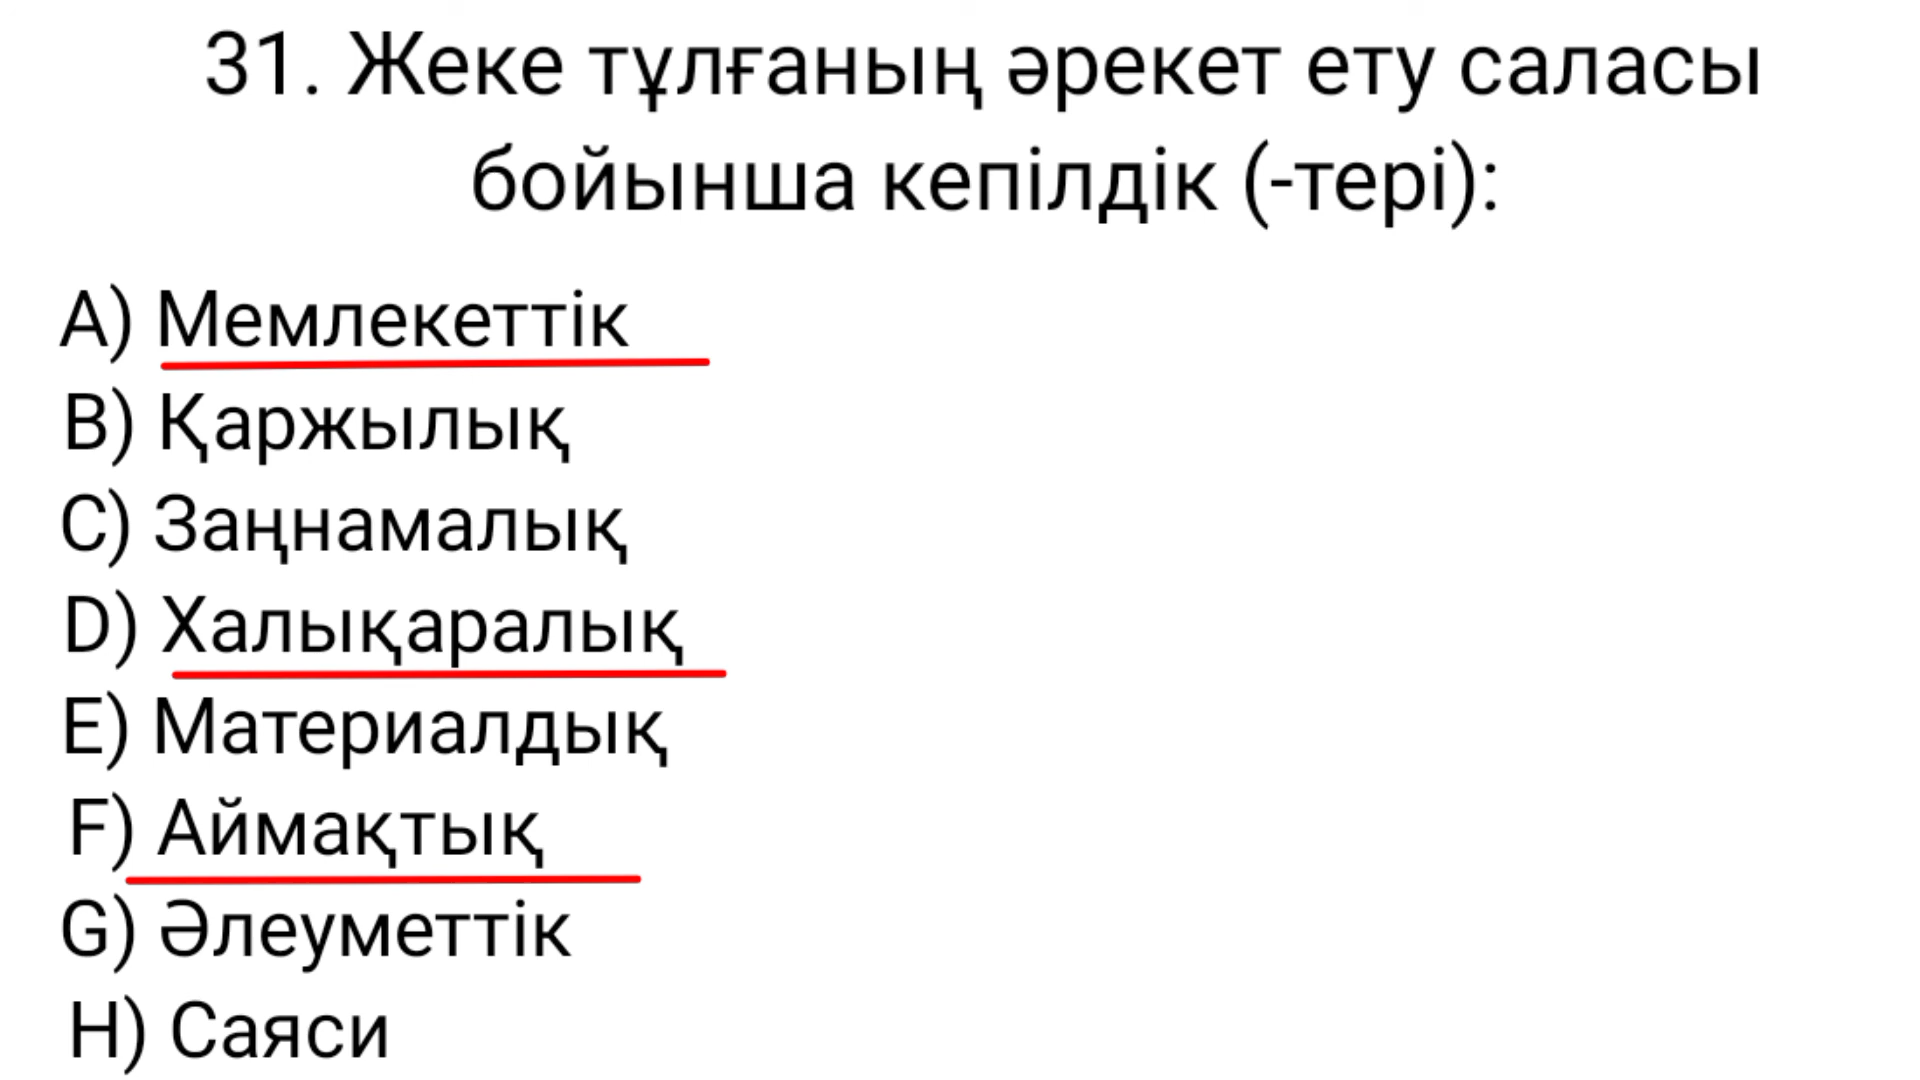 31. Жеке тұлғаның әрекет ету саласы
бойынша кепілдік (-тері):
A) Мемлекеттік
B) Қаржылық
C) Заңнамалық
D) Халықаралық
E) Материалдық
F) Аймақтық
G) Әлеуметтік
H) Саяси